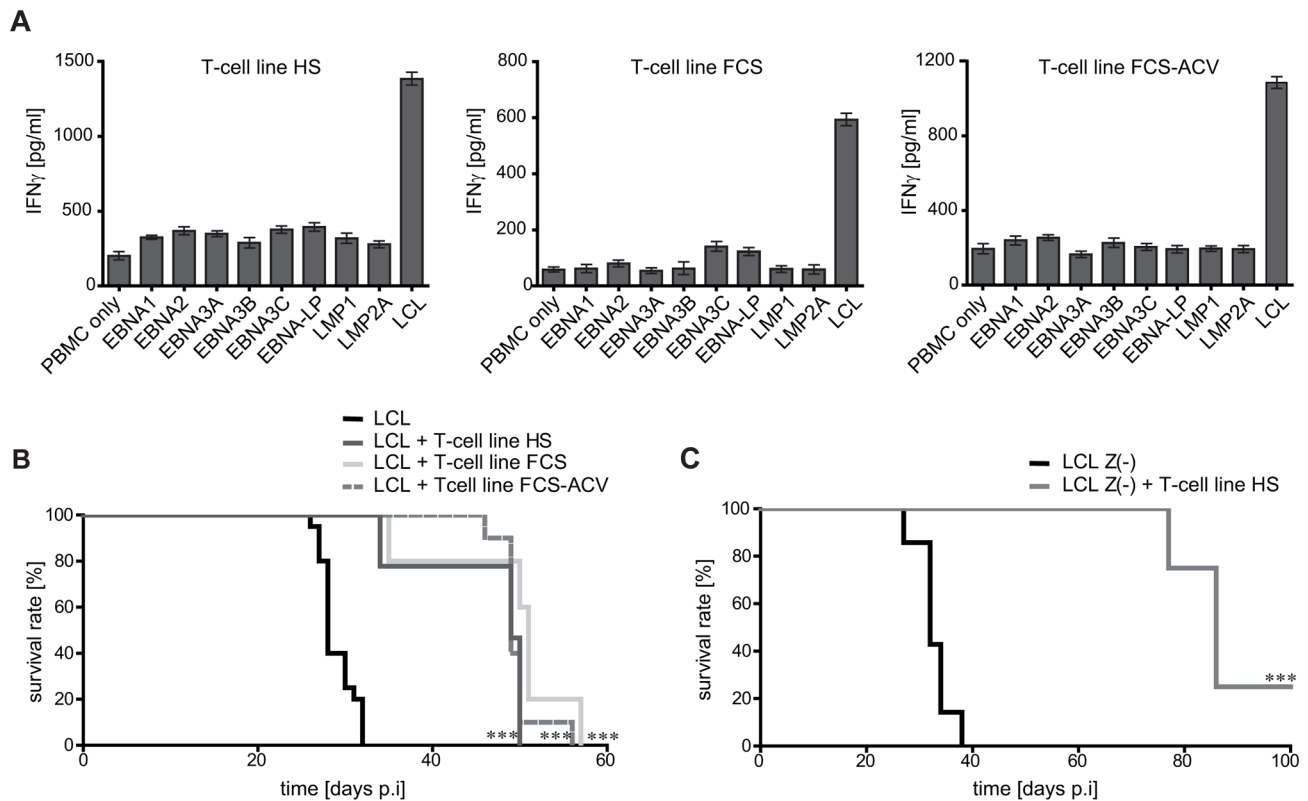 A
T-cell line HS
IFNγ [pg/ml]
1500
1000
500
0
PBMC only
EBNA1
EBNA2
EBNA3A
EBNA3B
EBNA3C
EBNA-LP
LMP1
LMP2A
LCL
T-cell line FCS
IFNγ [pg/ml]
800
600
400
200
0
PBMC only
EBNA1
EBNA2
EBNA3A
EBNA3B
EBNA3C
EBNA-LP
LMP1
LMP2A
LCL
T-cell line FCS-ACV
IFNγ [pg/ml]
1200
800
400
0
PBMC only
EBNA1
EBNA2
EBNA3A
EBNA3B
EBNA3C
EBNA-LP
LMP1
LMP2A
LCL
B
LCL
LCL + T-cell line HS
LCL + T-cell line FCS
LCL + Tcell line FCS-ACV
survival rate [%]
100
80
60
40
20
0
*** *** ***
0 20 40 60
time [days p.i]
C
LCL Z(-)
LCL Z(-) + T-cell line HS
survival rate [%]
100
80
60
40
20
0
***
0 20 40 60 80 100
time [days p.i]